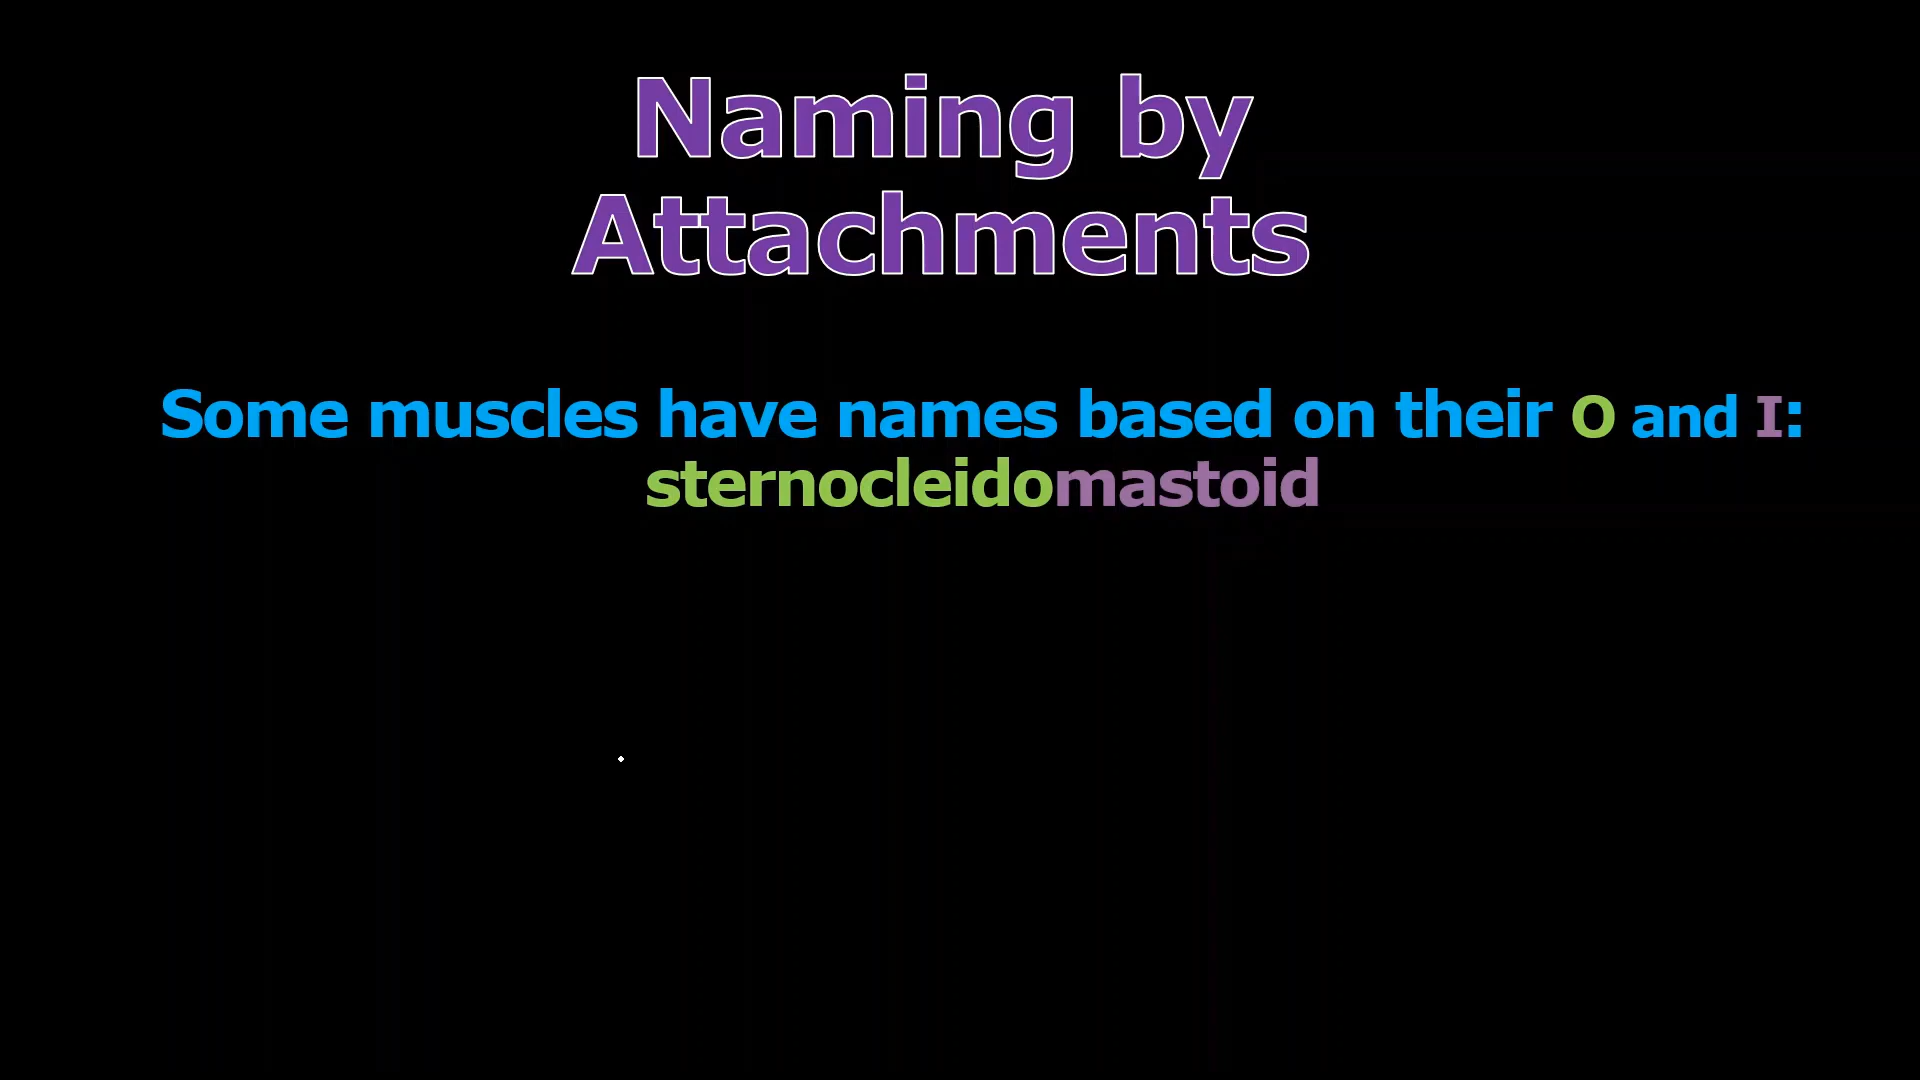 Naming by
Attachments
Some muscles have names based on their O and I:
sternocleidomastoid